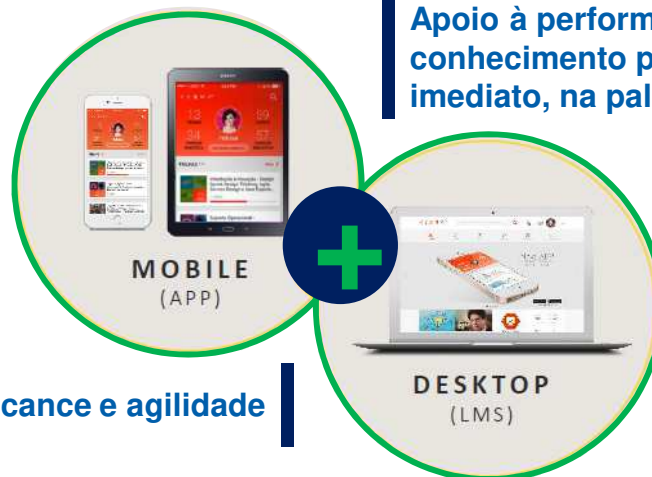 Apoio à perform
conhecimento p
imediato, na pal
MOBILE
(APP)
DESKTOP
(LMS)
cance e agilidade